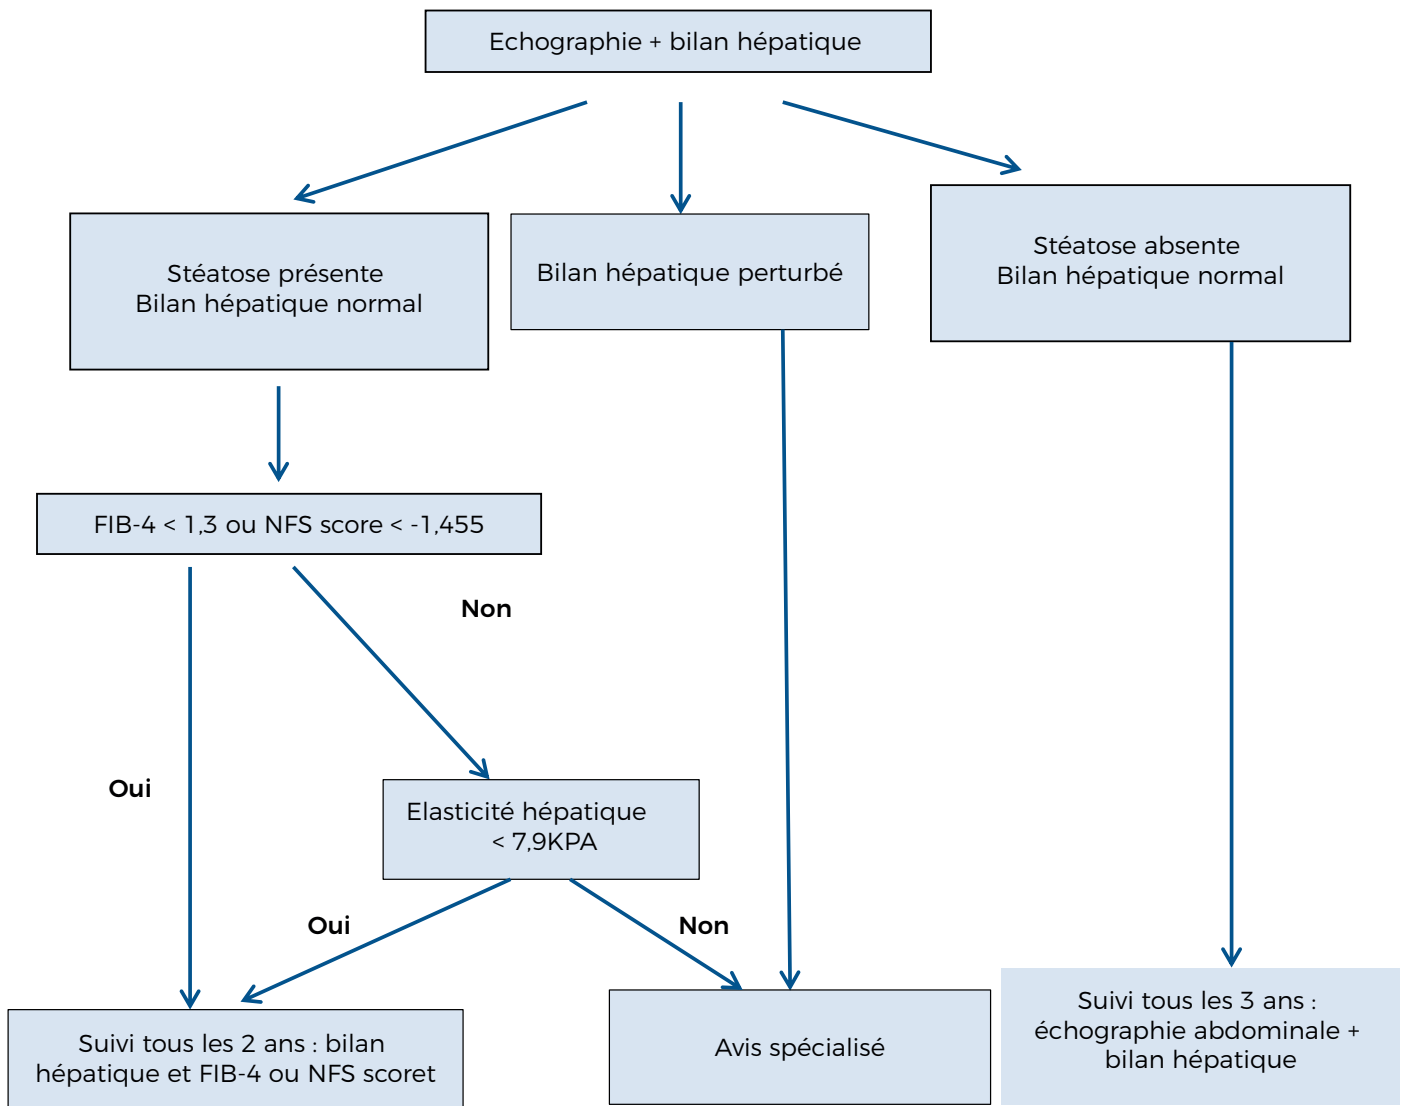 Echographie + bilan hépatique
Stéatose présente
Bilan hépatique normal
Bilan hépatique perturbé
Stéatose absente
Bilan hépatique normal
FIB-4 < 1,3 ou NFS score < -1,455
Non
Oui
Elasticité hépatique
< 7,9KPA
Oui
Non
Suivi tous les 2 ans : bilan
hépatique et FIB-4 ou NFS scoret
Avis spécialisé
Suivi tous les 3 ans :
échographie abdominale +
bilan hépatique